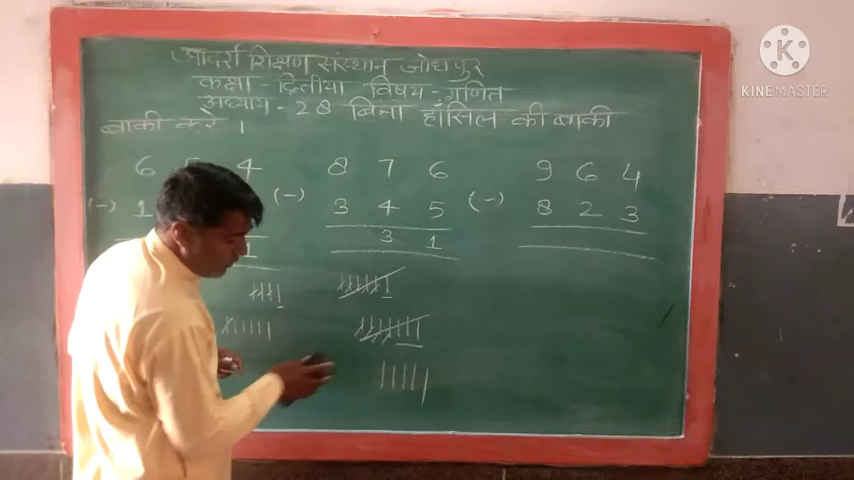 आदर्श शिक्षण संस्थान जोधपुर
कक्षा - द्वितीया - विषय - गणित
अध्याय - 28 बिना हाँसिल की बाकी
बाकी करे ।
6 4 8 7 6 9 6 4
(-) 1 (-) 3 4 5 (-) 8 2 3
1 3 1
K
KINEMASTER